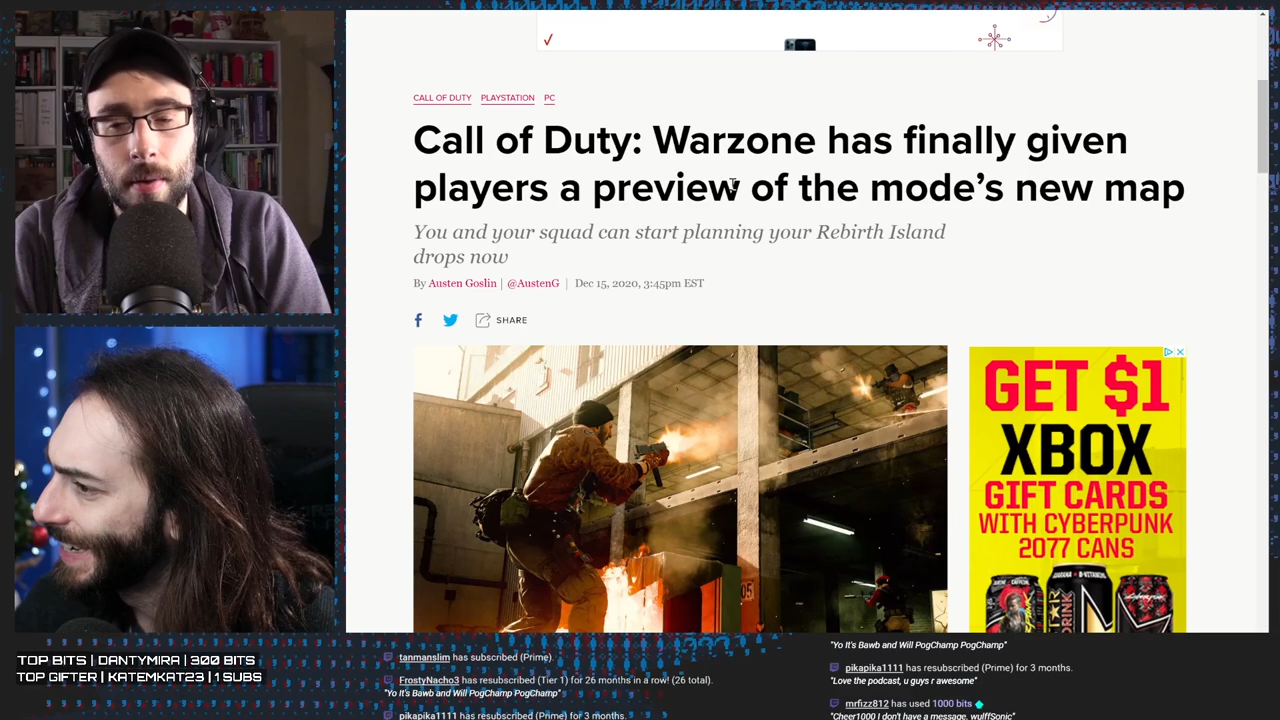 CALL OF DUTY PLAYSTATION PC
Call of Duty: Warzone has finally given
players a preview of the mode's new map
You and your squad can start planning your Rebirth Island
drops now
By Austen Goslin | @AustenG | Dec 15, 2020, 3:45pm EST
SHARE
05
GET $1
XBOX
GIFT CARDS
WITH CYBERPUNK
2077 CANS
TOP BITS | DANTYMIRA | 300 BITS
TOP GIFTER | KATEMKAT23 | 1 SUBS
tanmanslim has subscribed (Prime).
FrostyNacho3 has resubscribed (Tier 1) for 26 months in a row! (26 total).
"Yo It's Bawb and Will PogChamp PogChamp"
pikapika1111 has resubscribed (Prime) for 3 months.
"Yo It's Bawb and Will PogChamp PogChamp"
pikapika1111 has resubscribed (Prime) for 3 months.
"Love the podcast, u guys r awesome"
mrfizz812 has used 1000 bits
"Cheer1000 I don't have a message, wulffSonic"